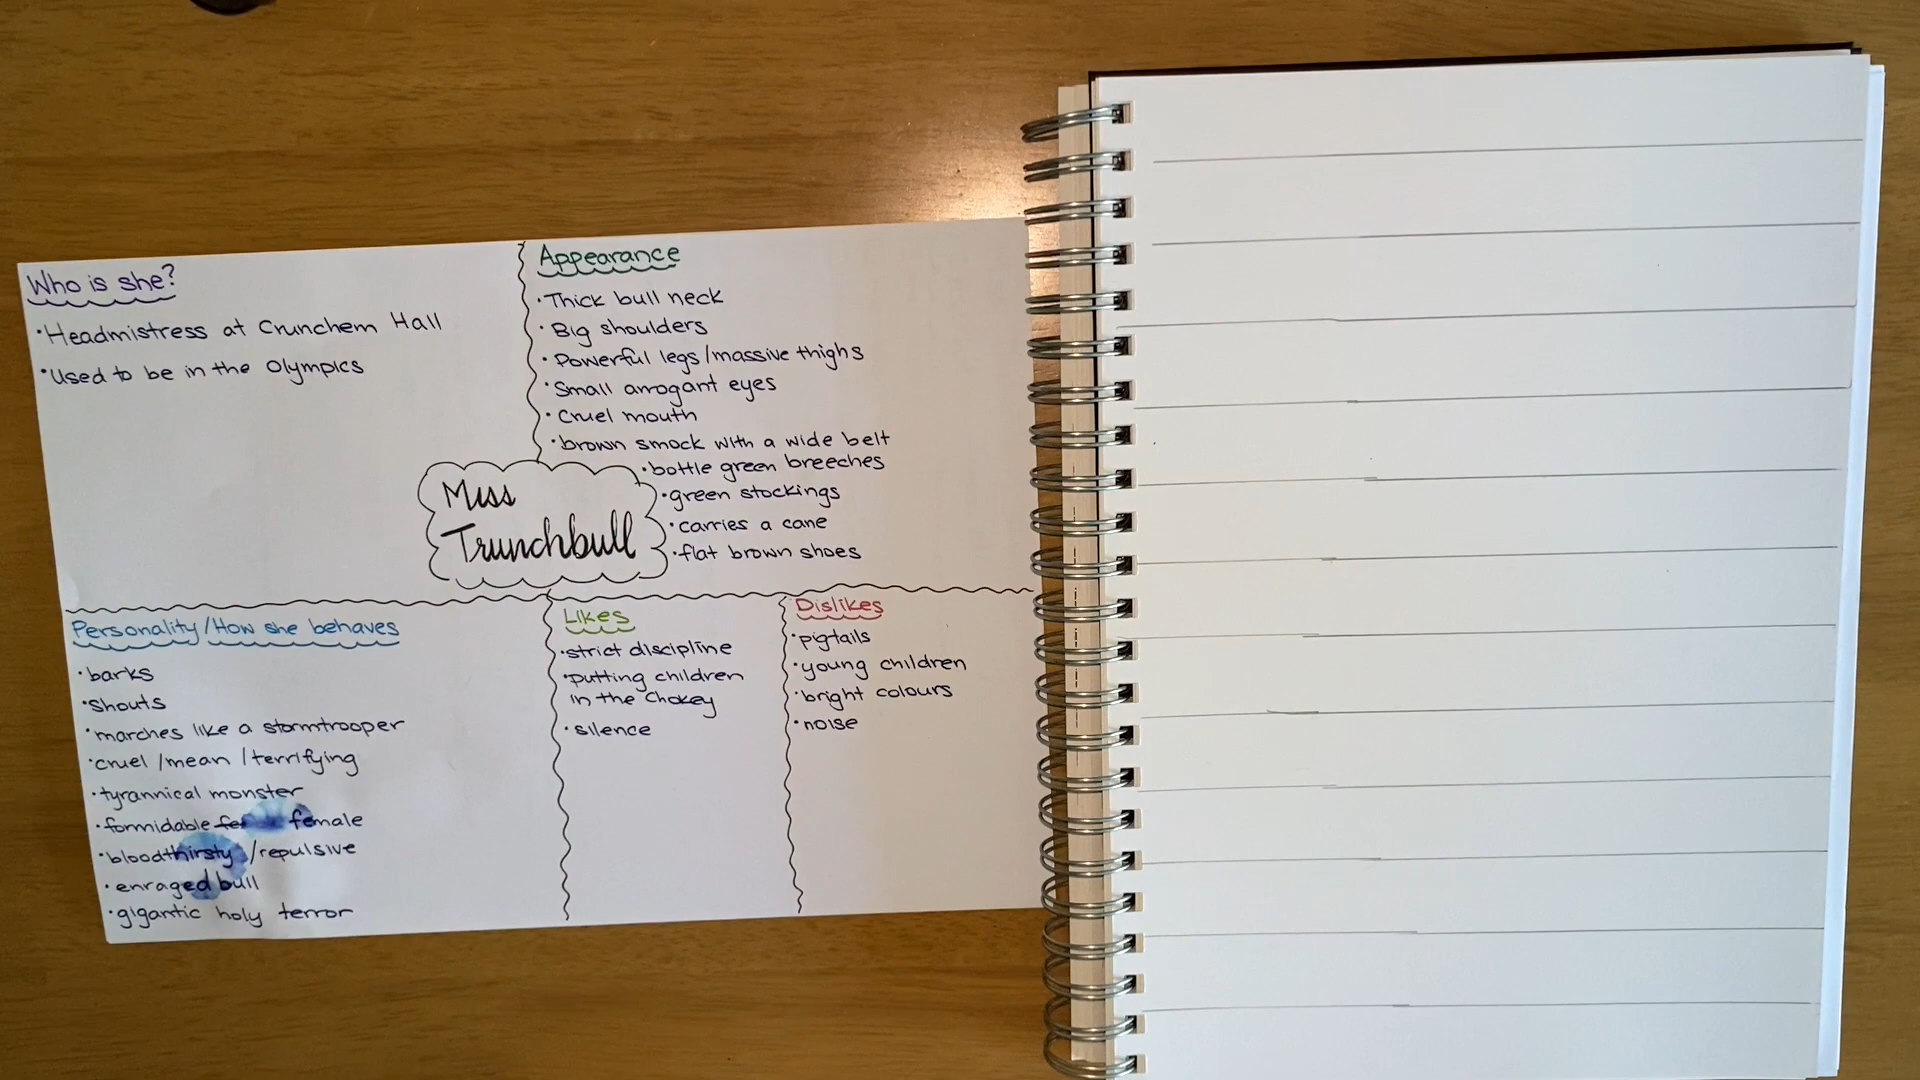 Who is she?
• Headmistress at Crunchem Hall
• Used to be in the Olympics
Appearance
• Thick bull neck
• Big shoulders
• Powerful legs/massive thighs
• Small arrogant eyes
• Cruel mouth
• brown smock with a wide belt
• bottle green breeches
• green stockings
• carries a cane
• flat brown shoes
Miss
Trunchbull
Personality/How she behaves
• barks
• shouts
• marches like a stormtrooper
• cruel/mean/terrifying
• tyrannical monster
• formidable female
• bloodthirsty/repulsive
• enraged bull
• gigantic holy terror
Likes
• strict discipline
• putting children
in the Chokey
• silence
Dislikes
• pigtails
• young children
• bright colours
• noise